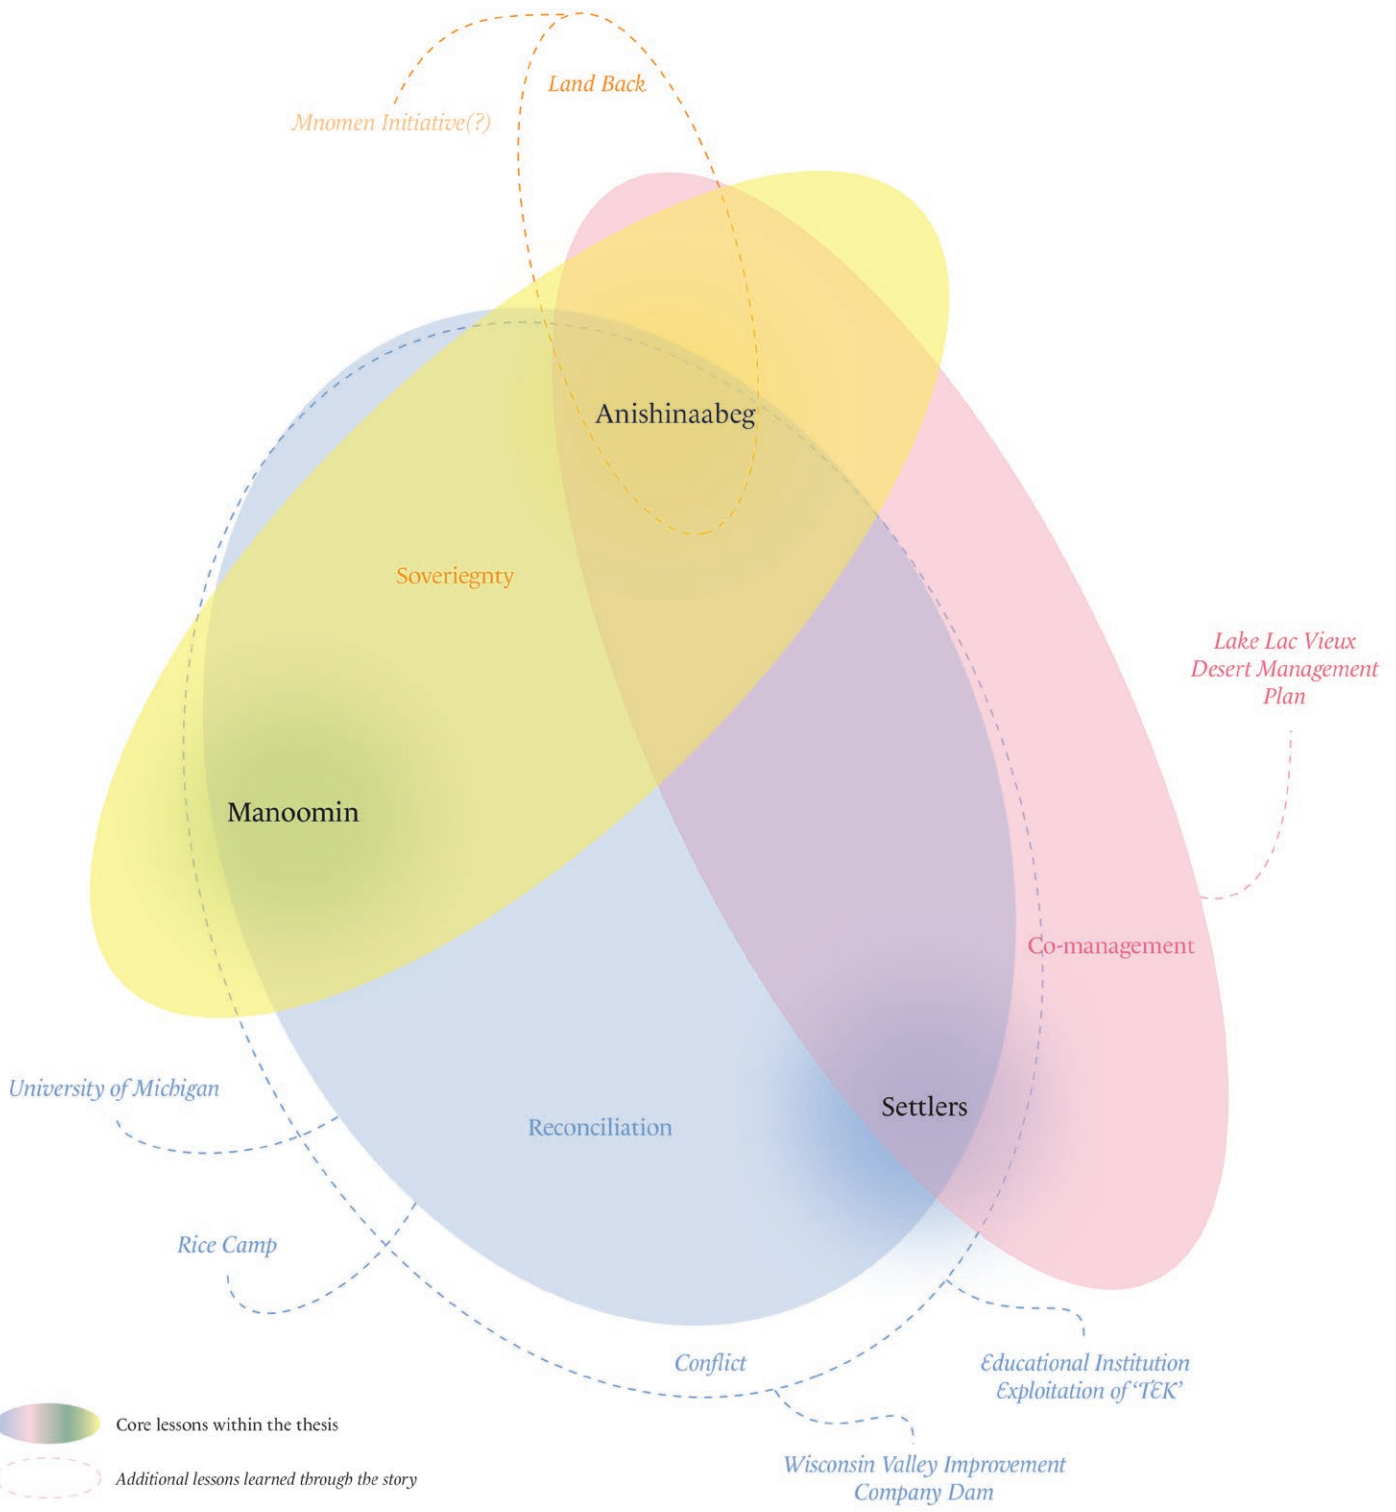 Land Back
Mnomen Initiative(?)
Anishinaabeg
Soveriegnty
Lake Lac Vieux
Desert Management
Plan
Manoomin
Co-management
University of Michigan
Settlers
Reconciliation
Rice Camp
Conflict
Educational Institution
Exploitation of ‘TEK’
Core lessons within the thesis
Wisconsin Valley Improvement
Company Dam
Additional lessons learned through the story